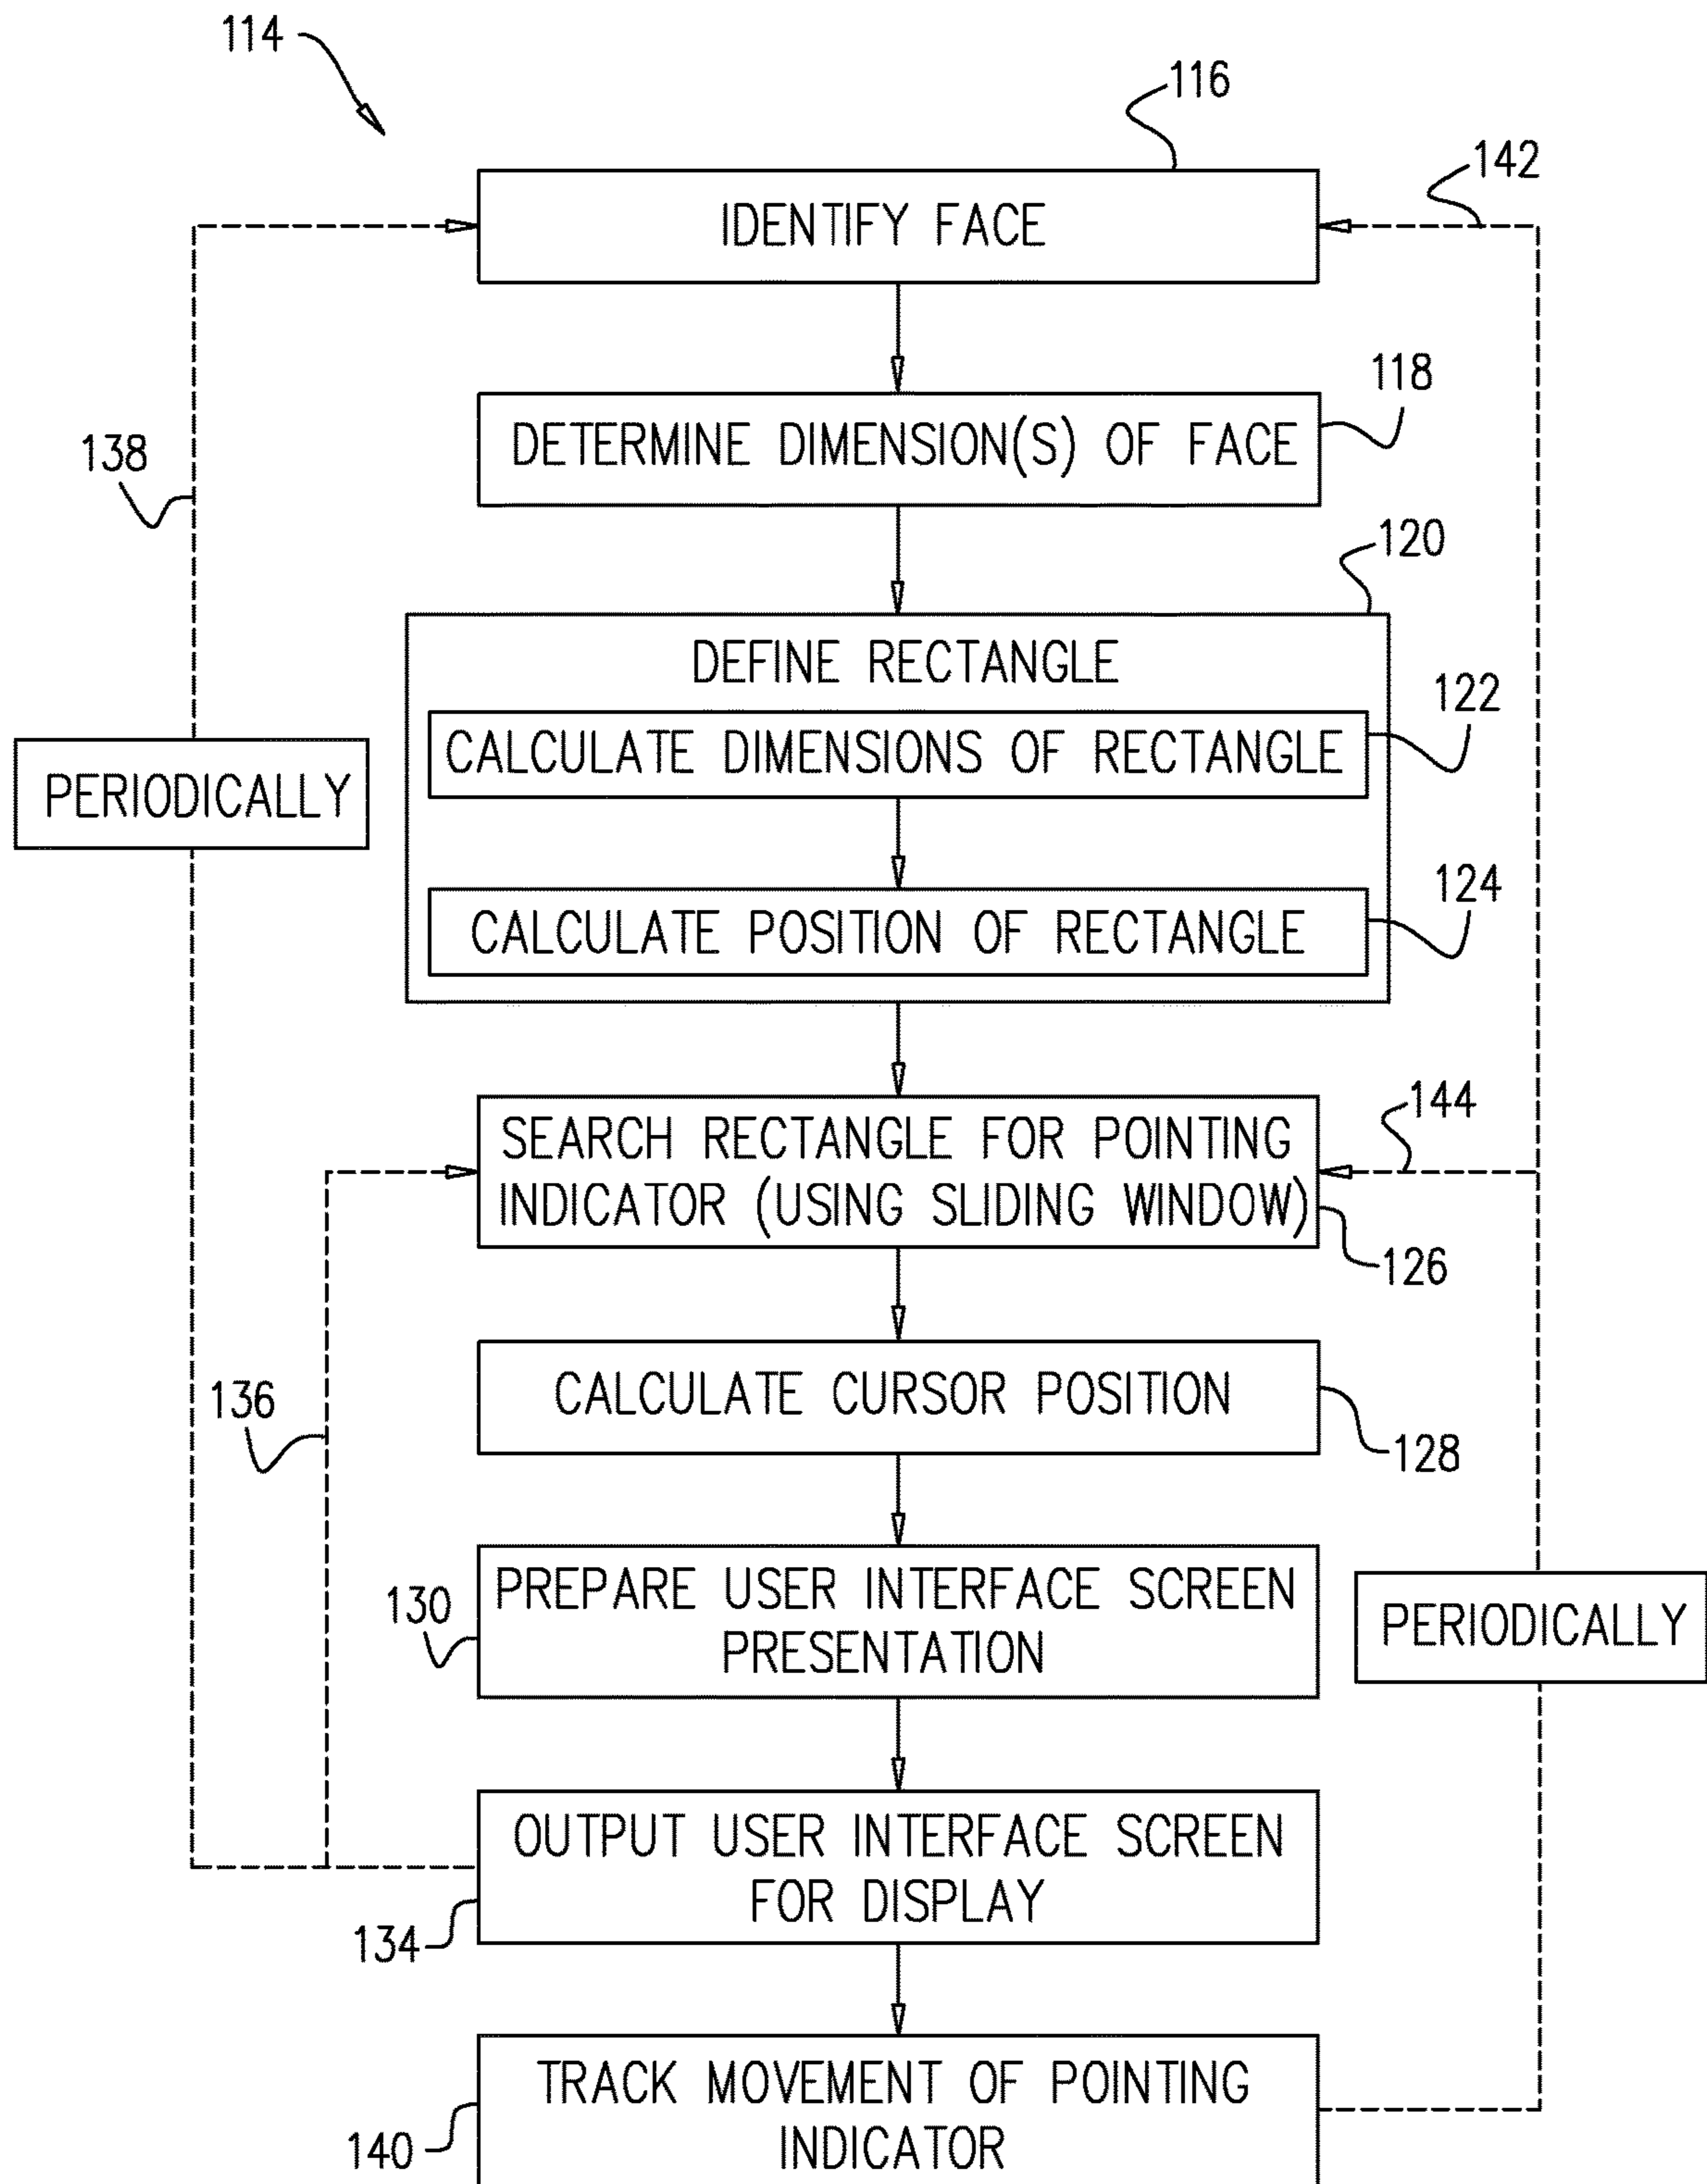 114
116
142
IDENTIFY FACE
118
DETERMINE DIMENSION(S) OF FACE
138
120
DEFINE RECTANGLE
122
CALCULATE DIMENSIONS OF RECTANGLE
PERIODICALLY
124
CALCULATE POSITION OF RECTANGLE
144
SEARCH RECTANGLE FOR POINTING
INDICATOR (USING SLIDING WINDOW)
126
CALCULATE CURSOR POSITION
136
128
PREPARE USER INTERFACE SCREEN
PRESENTATION
130
PERIODICALLY
OUTPUT USER INTERFACE SCREEN
FOR DISPLAY
134
TRACK MOVEMENT OF POINTING
INDICATOR
140